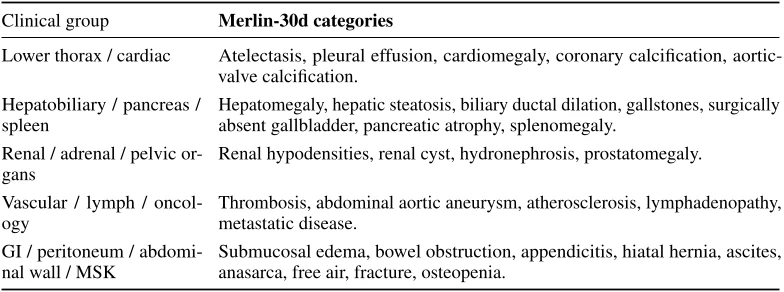 Clinical group Merlin-30d categories
Lower thorax / cardiac Atelectasis, pleural effusion, cardiomegaly, coronary calcification, aortic-
valve calcification.
Hepatobiliary / pancreas / Hepatomegaly, hepatic steatosis, biliary ductal dilation, gallstones, surgically
spleen absent gallbladder, pancreatic atrophy, splenomegaly.
Renal / adrenal / pelvic or- Renal hypodensities, renal cyst, hydronephrosis, prostatomegaly.
gans
Vascular / lymph / oncol- Thrombosis, abdominal aortic aneurysm, atherosclerosis, lymphadenopathy,
ogy metastatic disease.
GI / peritoneum / abdomi- Submucosal edema, bowel obstruction, appendicitis, hiatal hernia, ascites,
nal wall / MSK anasarca, free air, fracture, osteopenia.